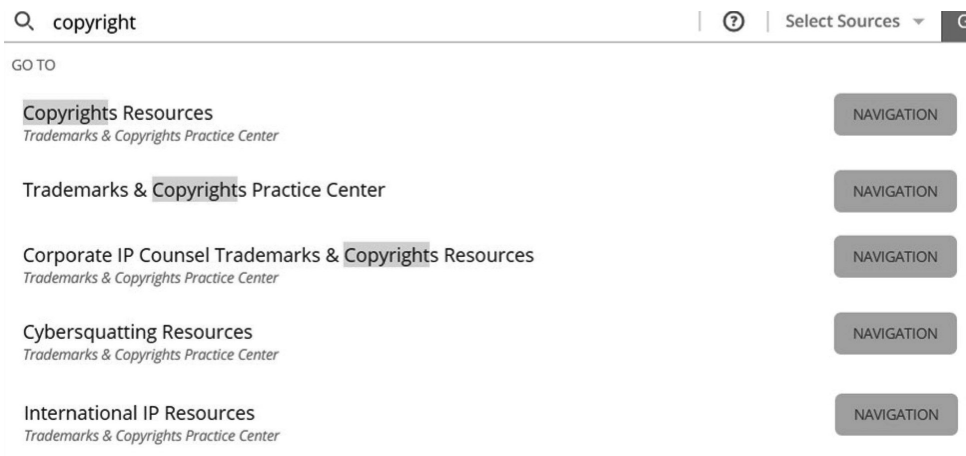 copyright
Select Sources
GO TO
Copyrights Resources
NAVIGATION
Trademarks & Copyrights Practice Center
Trademarks & Copyrights Practice Center
NAVIGATION
Corporate IP Counsel Trademarks & Copyrights Resources
NAVIGATION
Trademarks & Copyrights Practice Center
Cybersquatting Resources
NAVIGATION
Trademarks & Copyrights Practice Center
International IP Resources
NAVIGATION
Trademarks & Copyrights Practice Center